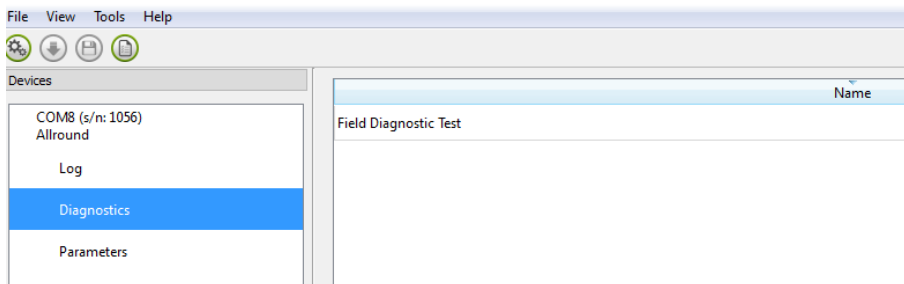 File View Tools Help
Devices
COM8 (s/n: 1056)
Allround
Log
Diagnostics
Parameters
Name
Field Diagnostic Test